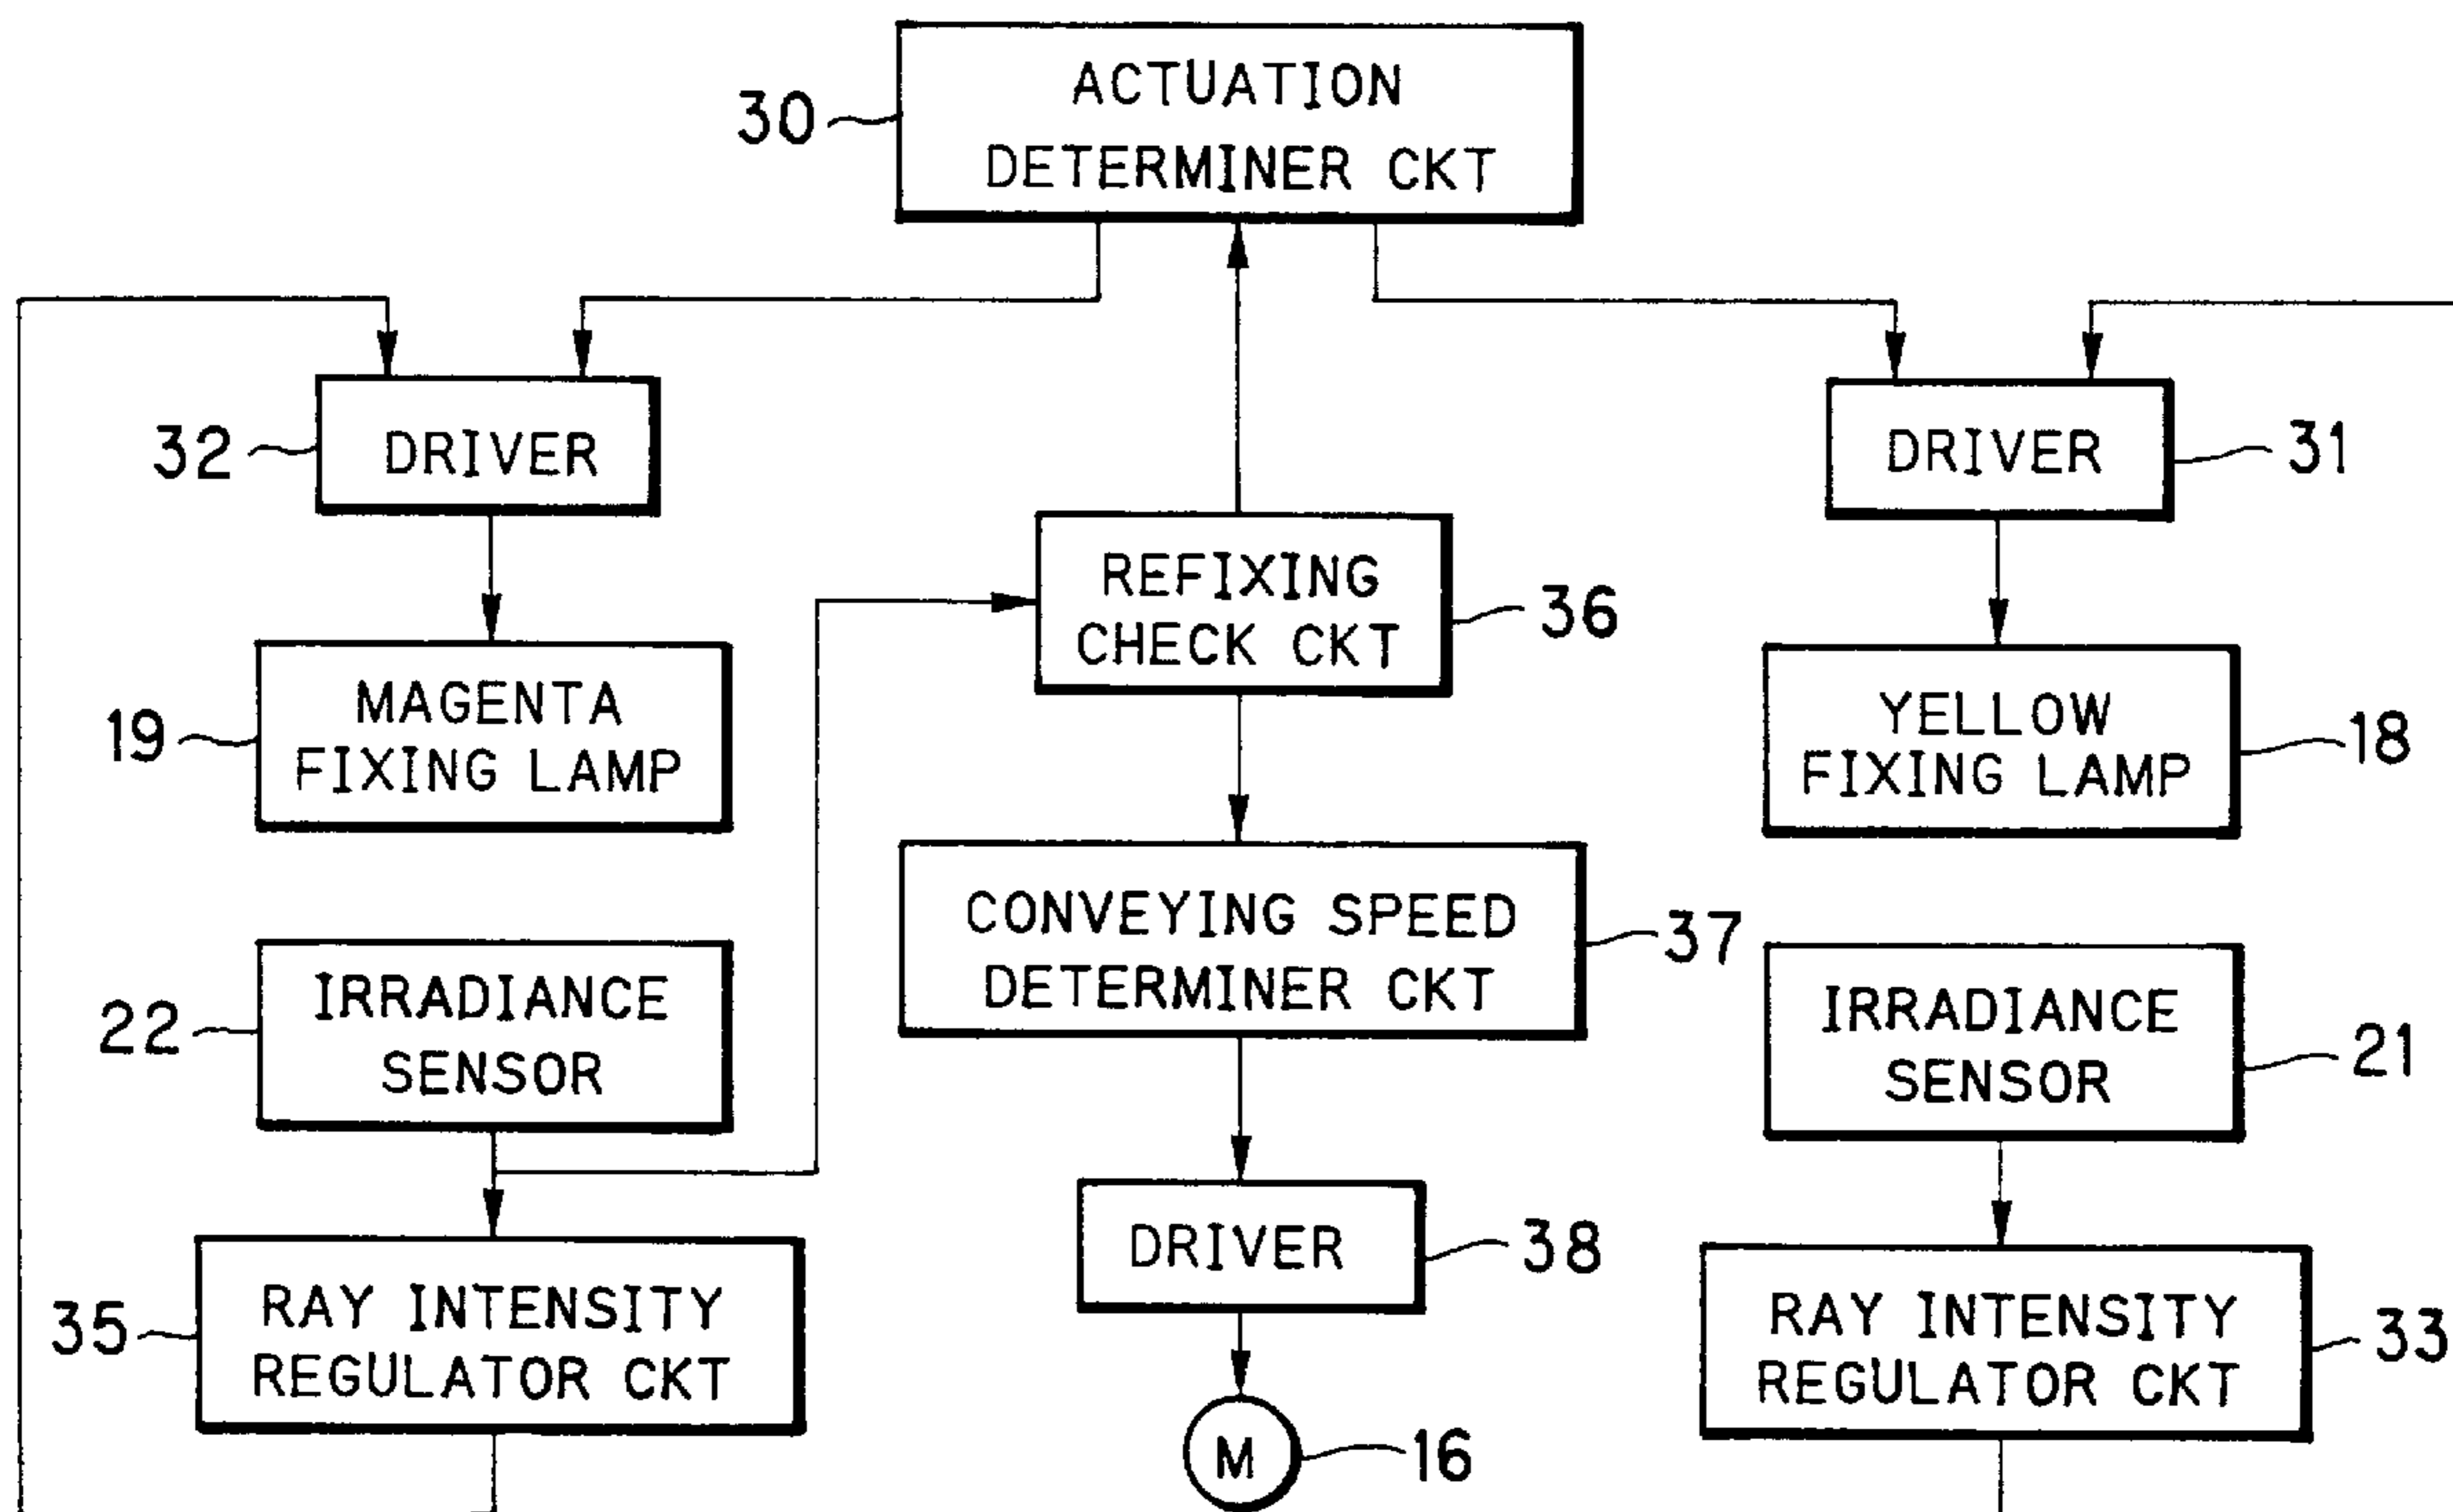 ACTUATION
DETERMINER CKT
30
DRIVER
32
DRIVER
31
REFIXING
CHECK CKT
36
MAGENTA
FIXING LAMP
19
YELLOW
FIXING LAMP
18
CONVEYING SPEED
DETERMINER CKT
37
IRRADIANCE
SENSOR
22
IRRADIANCE
SENSOR
21
DRIVER
38
RAY INTENSITY
REGULATOR CKT
35
RAY INTENSITY
REGULATOR CKT
33
M
16